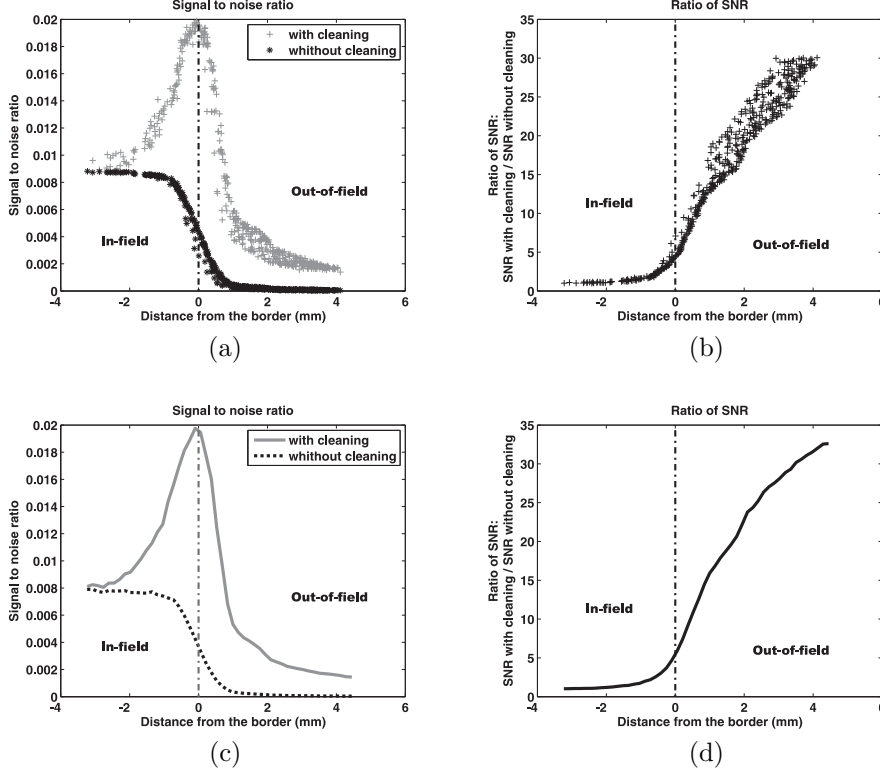 Signal to noise ratio
0.02
0.018
0.016
0.014
0.012
0.01
0.008
0.006
0.004
0.002
0
Signal to noise ratio
with cleaning
whithout cleaning
Out-of-field
In-field
-4 -2 0 2 4 6
Distance from the border (mm)
(a)
Ratio of SNR
35
30
25
20
15
10
5
0
Ratio of SNR:
SNR with cleaning / SNR without cleaning
In-field
Out-of-field
-4 -2 0 2 4 6
Distance from the border (mm)
(b)
Signal to noise ratio
0.02
0.018
0.016
0.014
0.012
0.01
0.008
0.006
0.004
0.002
0
Signal to noise ratio
with cleaning
whithout cleaning
Out-of-field
In-field
-4 -2 0 2 4 6
Distance from the border (mm)
(c)
Ratio of SNR
35
30
25
20
15
10
5
0
Ratio of SNR:
SNR with cleaning / SNR without cleaning
In-field
Out-of-field
-4 -2 0 2 4 6
Distance from the border (mm)
(d)